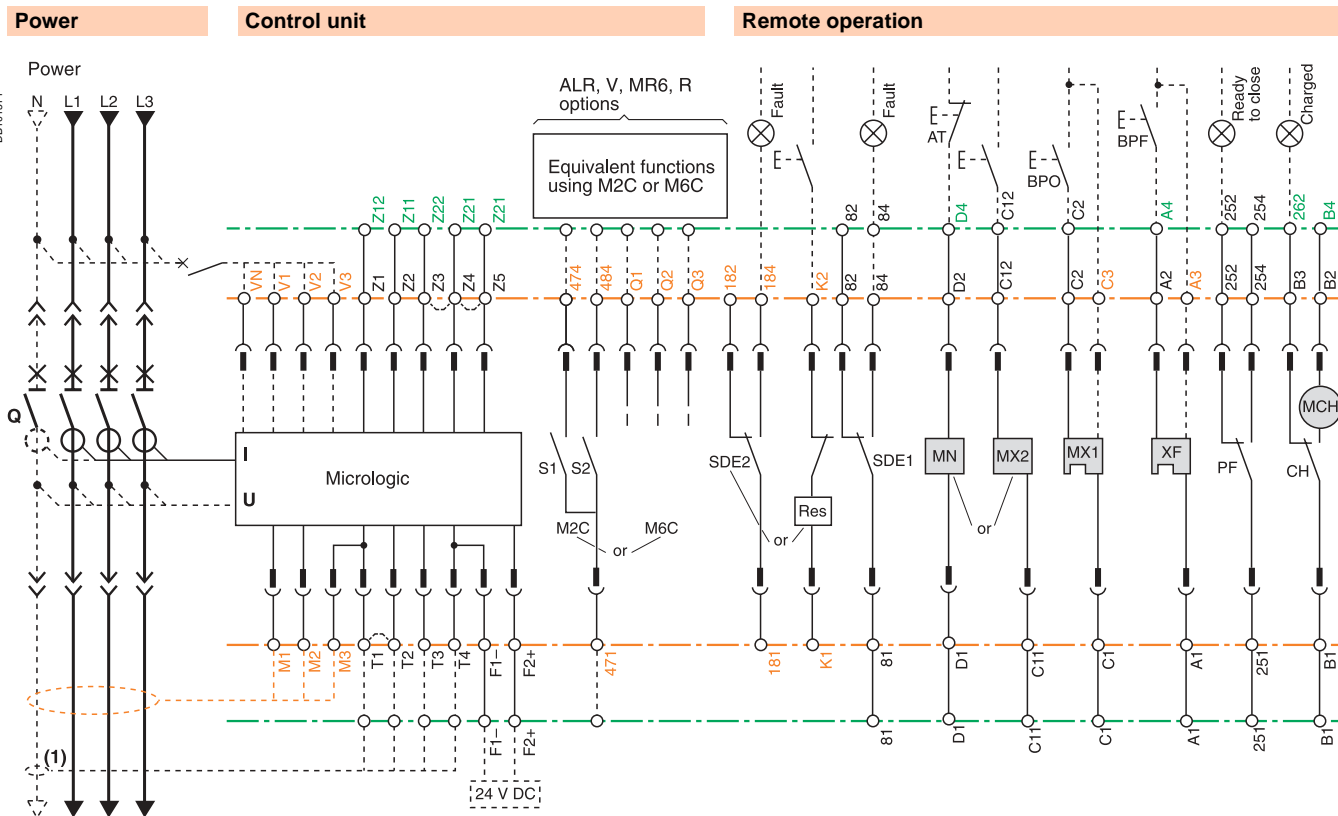 Power
Control unit
Remote operation
Power
N L1 L2 L3
ALR, V, MR6, R
options
Equivalent functions
using M2C or M6C
Fault
Fault
AT
BPO
BPF
Ready
to close
Charged
Z12 Z11 Z22 Z21 Z21
82 84 D4 C12 C2 A4 252 254 262 B4
VN V1 V2 V3 Z1 Z2 Z3 Z4 Z5 474 484 Q1 Q2 Q3 182 184 K2 82 84 D2 C12 C2 C3 A2 A3 252 254 B3 B2
MCH
Q
I
Micrologic
U
S1 S2
SDE2
SDE1
MN
MX2
MX1
XF
PF
CH
Res
M2C
or
M6C
or
or
M1 M2 M3 T1 T2 T3 T4 F1– F2+ 471 181 K1 81 D1 C11 C1 A1 251 B1
F1– F2+ 81 D1 C11 C1 A1 251 B1
(1)
24 V DC